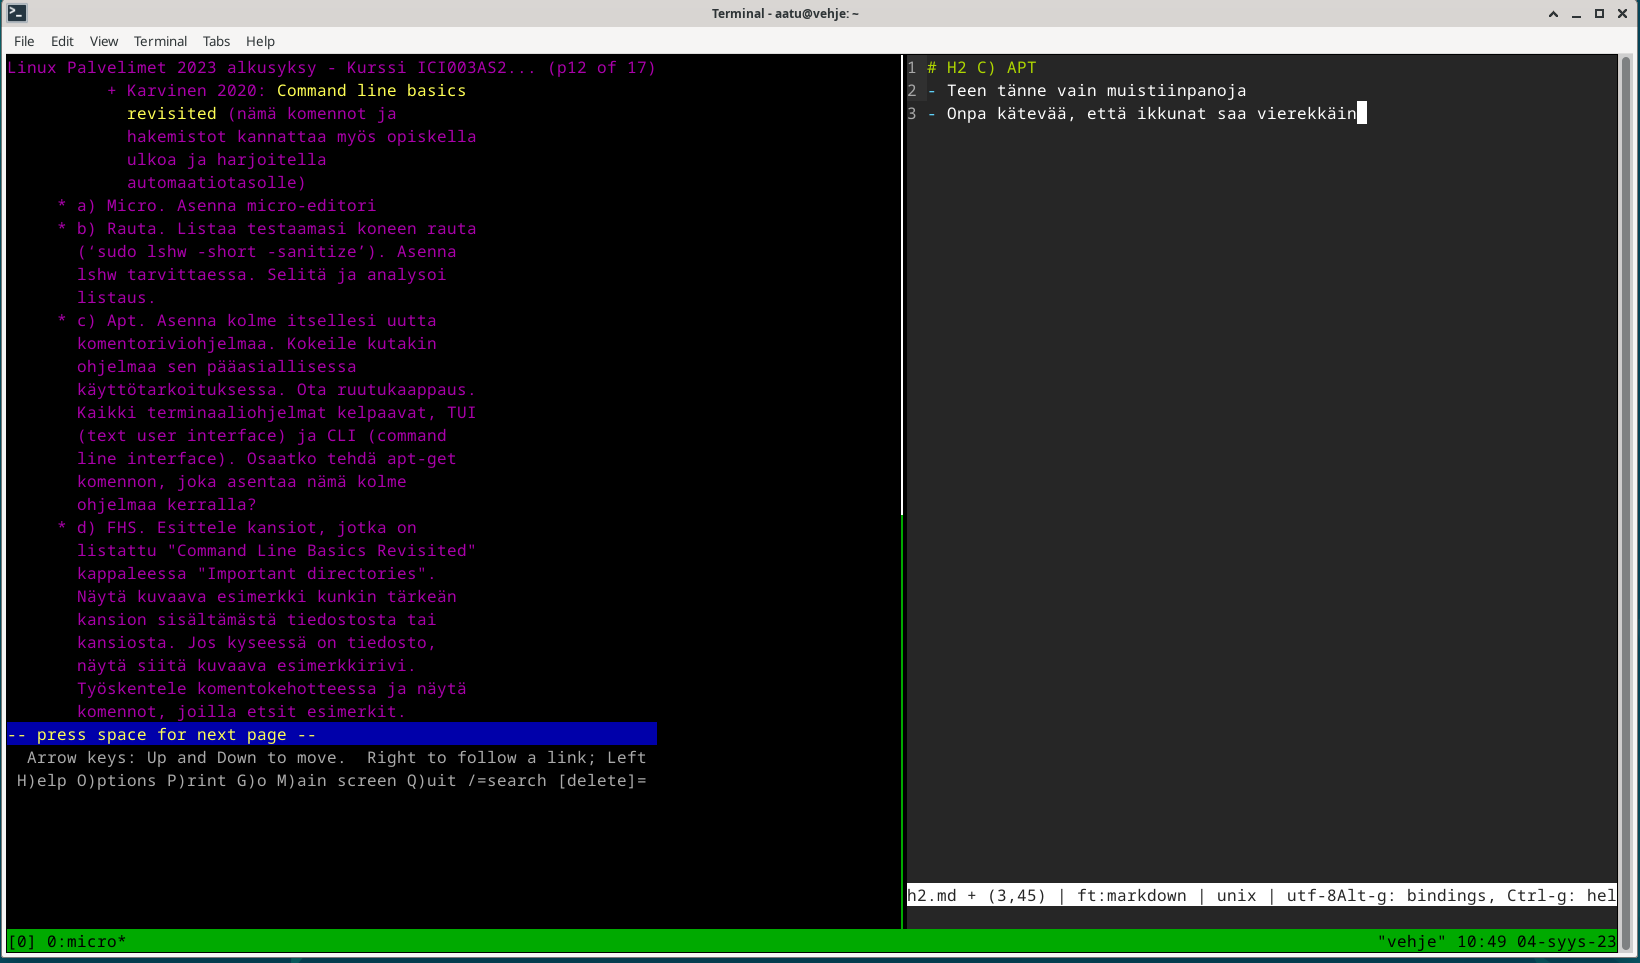 Terminal - aatu@vehje: ~
File Edit View Terminal Tabs Help
Linux Palvelimet 2023 alkusyksy - Kurssi ICI003AS2... (p12 of 17)
+ Karvinen 2020: Command line basics
revisited (nämä komennot ja
hakemistot kannattaa myös opiskella
ulkoa ja harjoitella
automaatiotasolle)
* a) Micro. Asenna micro-editori
* b) Rauta. Listaa testaamasi koneen rauta
(‘sudo lshw -short -sanitize’). Asenna
lshw tarvittaessa. Selitä ja analysoi
listaus.
* c) Apt. Asenna kolme itsellesi uutta
komentoriviohjelmaa. Kokeile kutakin
ohjelmaa sen pääasiallisessa
käyttötarkoituksessa. Ota ruutukaappaus.
Kaikki terminaaliohjelmat kelpaavat, TUI
(text user interface) ja CLI (command
line interface). Osaatko tehdä apt-get
komennon, joka asentaa nämä kolme
ohjelmaa kerralla?
* d) FHS. Esittele kansiot, jotka on
listattu "Command Line Basics Revisited"
kappaleessa "Important directories".
Näytä kuvaava esimerkki kunkin tärkeän
kansion sisältämästä tiedostosta tai
kansiosta. Jos kyseessä on tiedosto,
näytä siitä kuvaava esimerkkirivi.
Työskentele komentokehotteessa ja näytä
komennot, joilla etsit esimerkit.
-- press space for next page --
Arrow keys: Up and Down to move.  Right to follow a link; Left
H)elp O)ptions P)rint G)o M)ain screen Q)uit /=search [delete]=
1 # H2 C) APT
2 - Teen tänne vain muistiinpanoja
3 - Onpa kätevää, että ikkunat saa vierekkäin
h2.md + (3,45) | ft:markdown | unix | utf-8Alt-g: bindings, Ctrl-g: hel
[0] 0:micro* "vehje" 10:49 04-syys-23